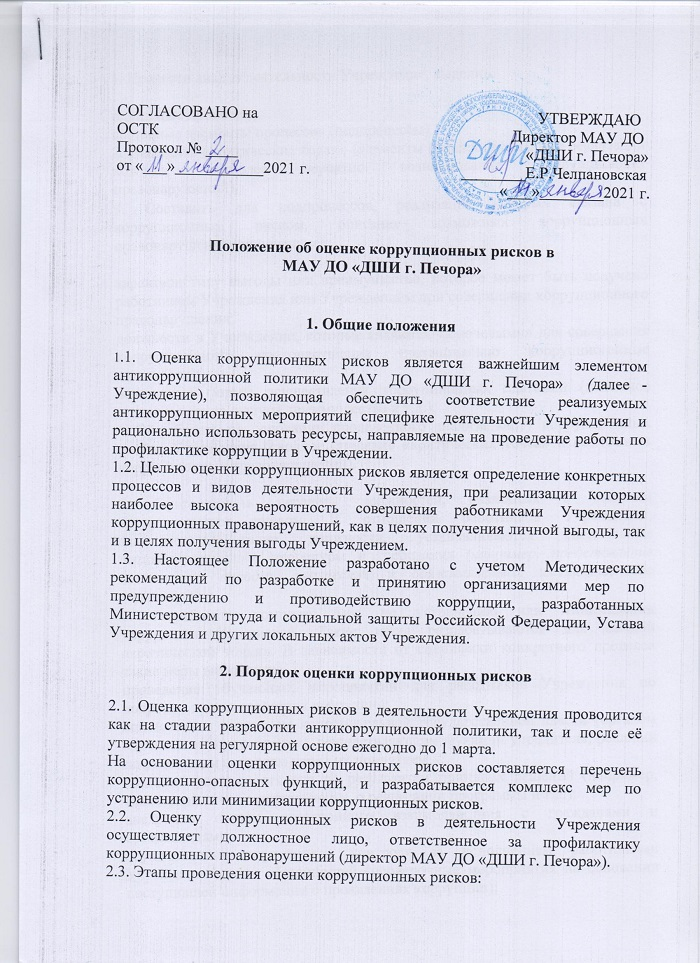 СОГЛАСОВАНО на
ОСТК
Протокол № 2
от «11» января 2021 г.
УТВЕРЖДАЮ
Директор МАУ ДО
«ДШИ г. Печора»
Е.Р.Челпановская
«11» января 2021 г.
Положение об оценке коррупционных рисков в
МАУ ДО «ДШИ г. Печора»
1. Общие положения
1.1. Оценка коррупционных рисков является важнейшим элементом
антикоррупционной политики МАУ ДО «ДШИ г. Печора» (далее -
Учреждение), позволяющая обеспечить соответствие реализуемых
антикоррупционных мероприятий специфике деятельности Учреждения и
рационально использовать ресурсы, направляемые на проведение работы по
профилактике коррупции в Учреждении.
1.2. Целью оценки коррупционных рисков является определение конкретных
процессов и видов деятельности Учреждения, при реализации которых
наиболее высока вероятность совершения работниками Учреждения
коррупционных правонарушений, как в целях получения личной выгоды, так
и в целях получения выгоды Учреждением.
1.3. Настоящее Положение разработано с учетом Методических
рекомендаций по разработке и принятию организациями мер по
предупреждению и противодействию коррупции, разработанных
Министерством труда и социальной защиты Российской Федерации, Устава
Учреждения и других локальных актов Учреждения.
2. Порядок оценки коррупционных рисков
2.1. Оценка коррупционных рисков в деятельности Учреждения проводится
как на стадии разработки антикоррупционной политики, так и после её
утверждения на регулярной основе ежегодно до 1 марта.
На основании оценки коррупционных рисков составляется перечень
коррупционно-опасных функций, и разрабатывается комплекс мер по
устранению или минимизации коррупционных рисков.
2.2. Оценку коррупционных рисков в деятельности Учреждения
осуществляет должностное лицо, ответственное за профилактику
коррупционных правонарушений (директор МАУ ДО «ДШИ г. Печора»).
2.3. Этапы проведения оценки коррупционных рисков: